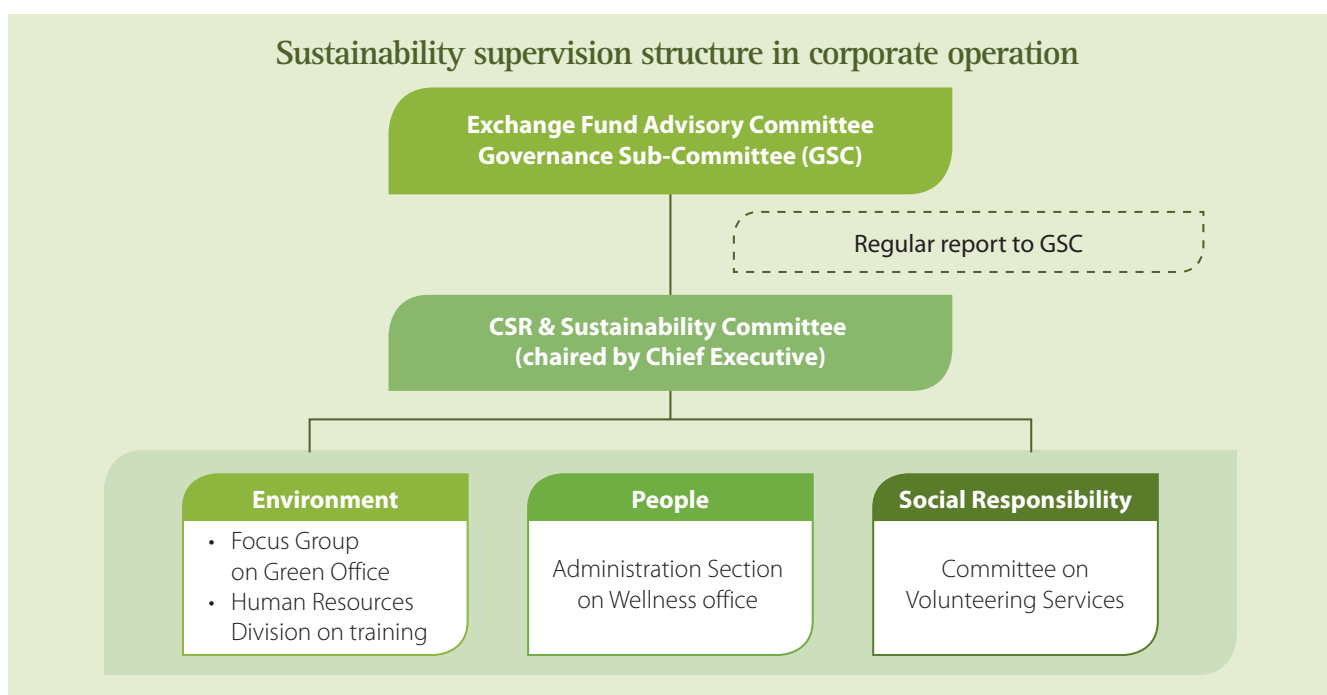 Sustainability supervision structure in corporate operation
Exchange Fund Advisory Committee
Governance Sub-Committee (GSC)
Regular report to GSC
CSR & Sustainability Committee
(chaired by Chief Executive)
Environment
• Focus Group
on Green Office
• Human Resources
Division on training
People
Administration Section
on Wellness office
Social Responsibility
Committee on
Volunteering Services